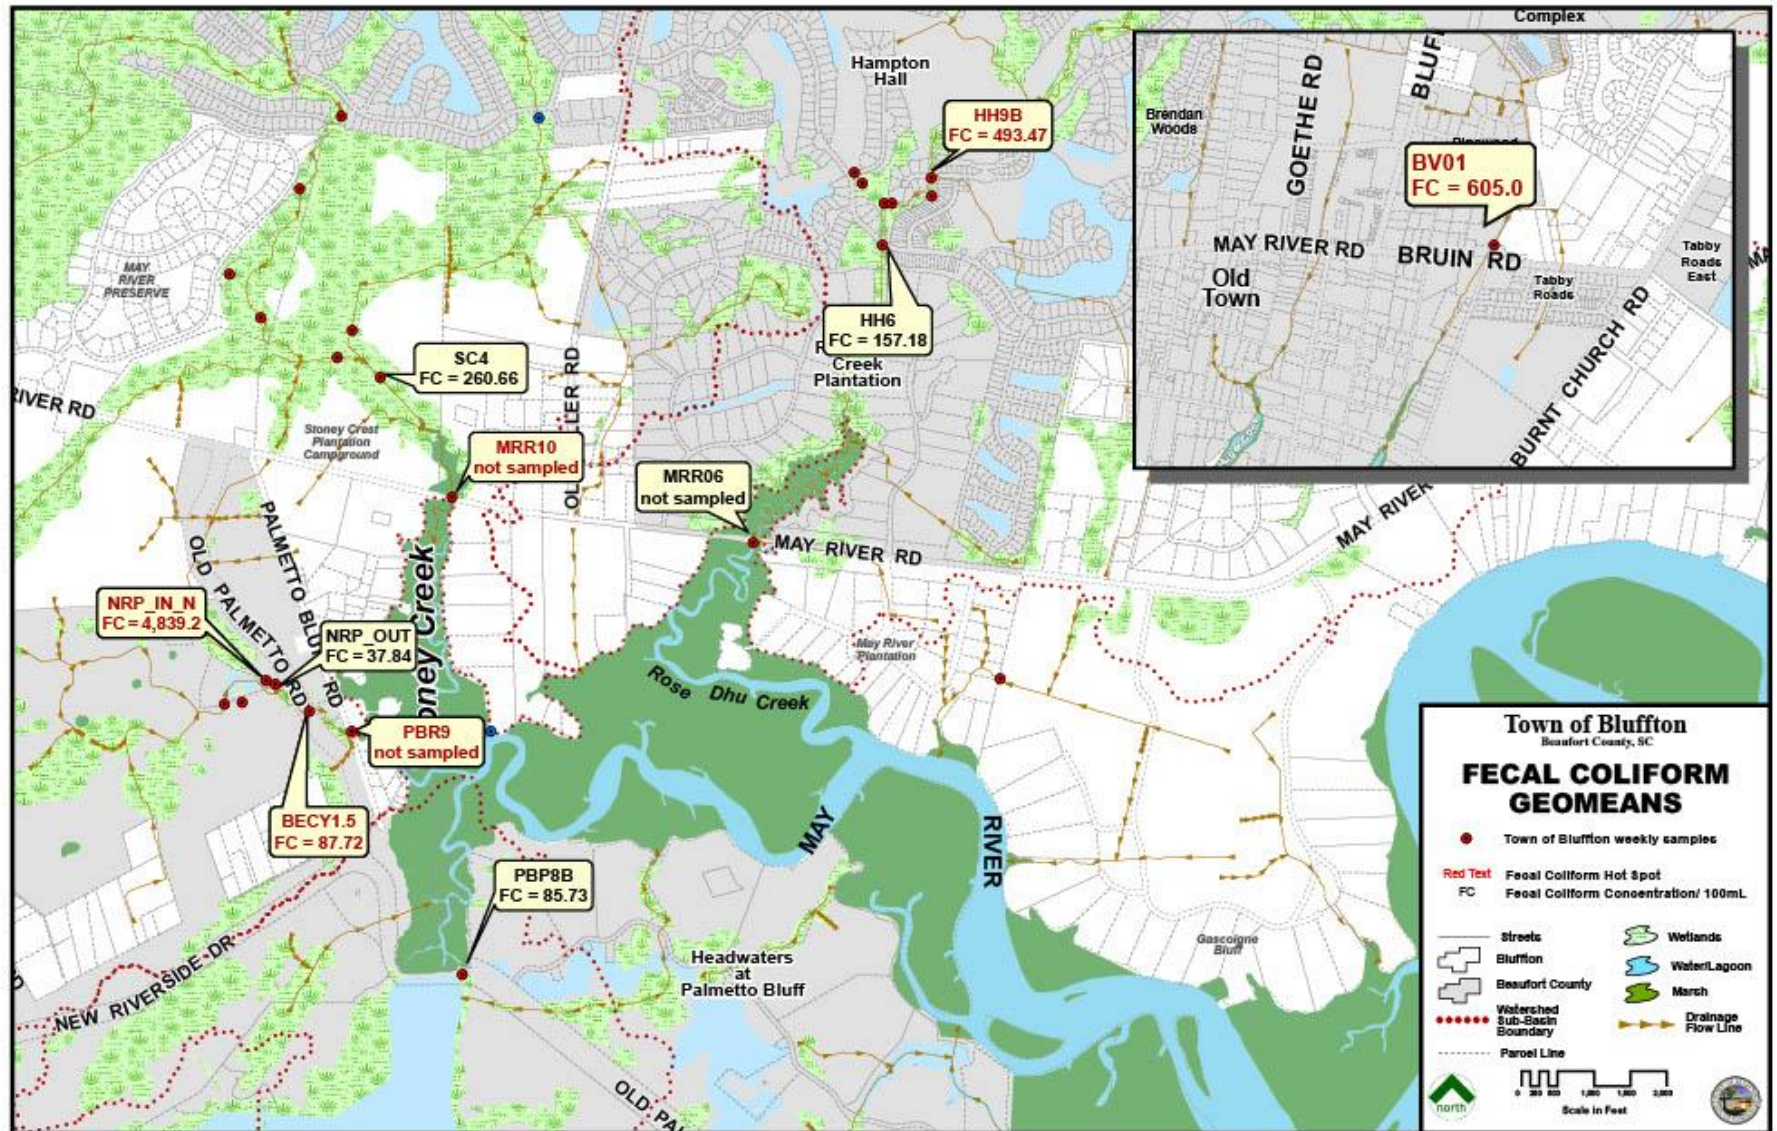 Complex
Hampton
Hall
HH9B
FC = 493.47
Brendan
Woods
GOETHE RD
BV01
FC = 605.0
MAY RIVER RD
BRUIN RD
Old
Town
Tabby
Roads
Tabby
Roads
East
BURNT CHURCH RD
MAY
RIVER
PRESERVE
HH6
FC = 157.18
Creek
Plantation
SC4
FC = 260.66
RIVER RD
Stoney Crest
Plantation
Campground
MRR10
not sampled
MRR06
not sampled
MAY RIVER RD
MAY RIVER
PALMETTO
OLD PALMETTO RD
RD
NRP_IN_N
FC = 4,839.2
NRP_OUT
FC = 37.84
oney Creek
May River
Plantation
Rose Dhu Creek
PBR9
not sampled
BECY1.5
FC = 87.72
MAY RIVER
PBP8B
FC = 85.73
Headwaters
at
Palmetto Bluff
Gascoigne
Bluff
NEW RIVERSIDE DR
Town of Bluffton
Beaufort County, SC
FECAL COLIFORM
GEOMEANS
Town of Bluffton weekly samples
Red Text Fecal Coliform Hot Spot
FC Fecal Coliform Concentration/ 100mL
Streets
Bluffton
Beaufort County
Watershed
Sub-Basin
Boundary
Parcel Line
Wetlands
Water/Lagoon
Marsh
Drainage
Flow Line
north
Scale in Feet